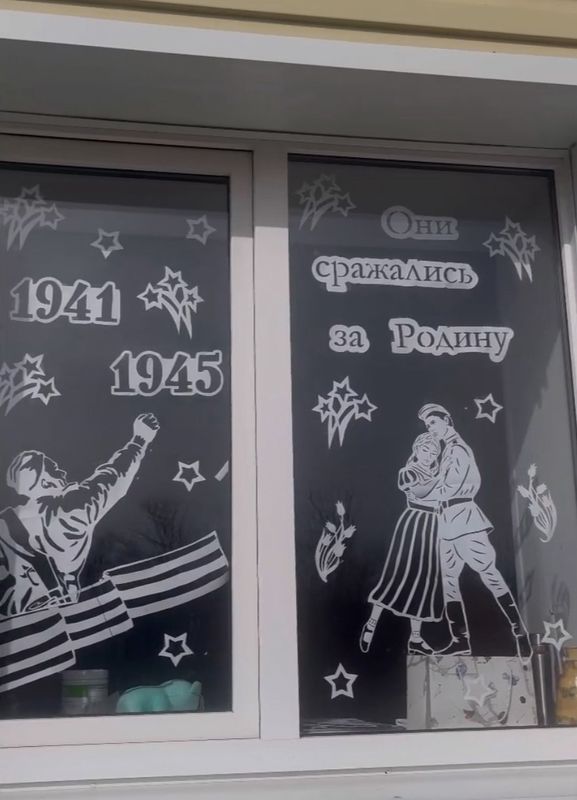 1941
1945
Они
сражались
за Родину